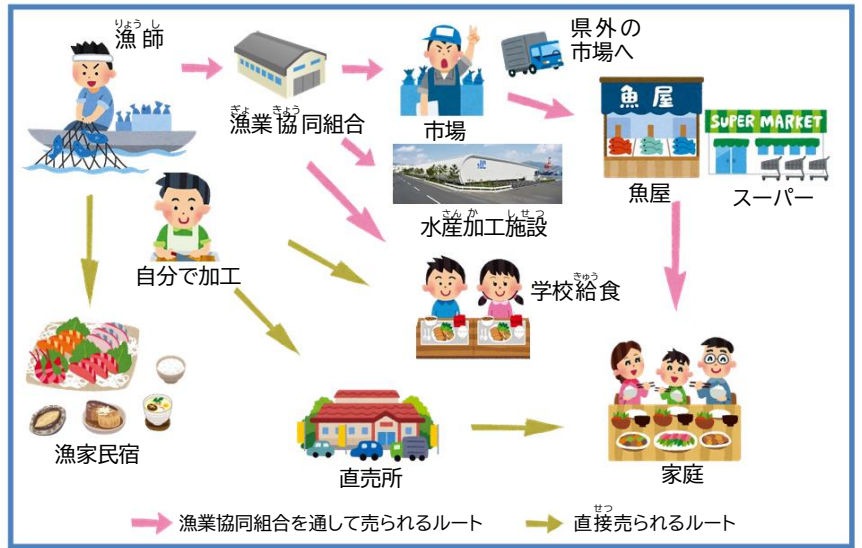 りょう し
漁師
県外の
市場へ
魚屋
SUPER MARKET
ぎょ きょう
漁業協同組合
市場
魚屋
スーパー
さん か し せつ
水産加工施設
自分で加工
きゅう
学校給食
漁家民宿
直売所
家庭
漁業協同組合を通して売られるルート
せつ
直接売られるルート